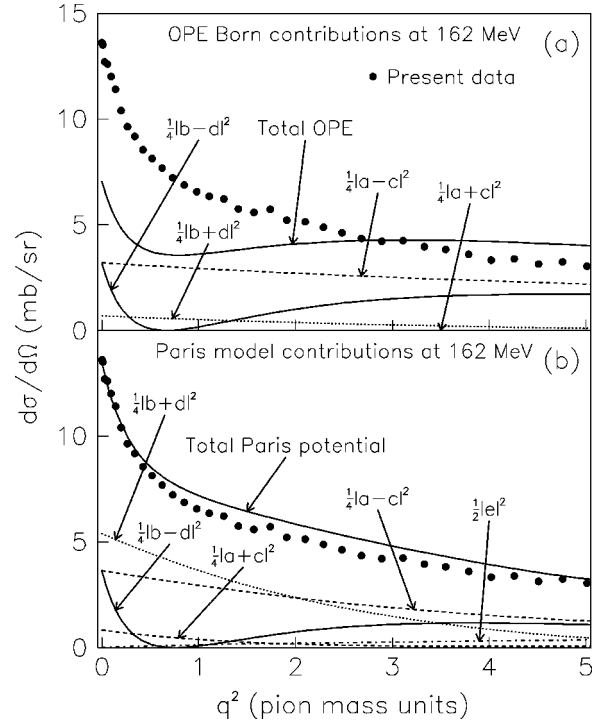 OPE Born contributions at 162 MeV (a)
● Present data
¼|b−d|²
Total OPE
¼|a−c|²
¼|a+c|²
¼|b+d|²
15
10
5
0
dσ/dΩ (mb/sr)
Paris model contributions at 162 MeV (b)
¼|b+d|²
Total Paris potential
¼|b−d|²
¼|a+c|²
¼|a−c|²
½|e|²
10
5
0
0 1 2 3 4 5
q² (pion mass units)